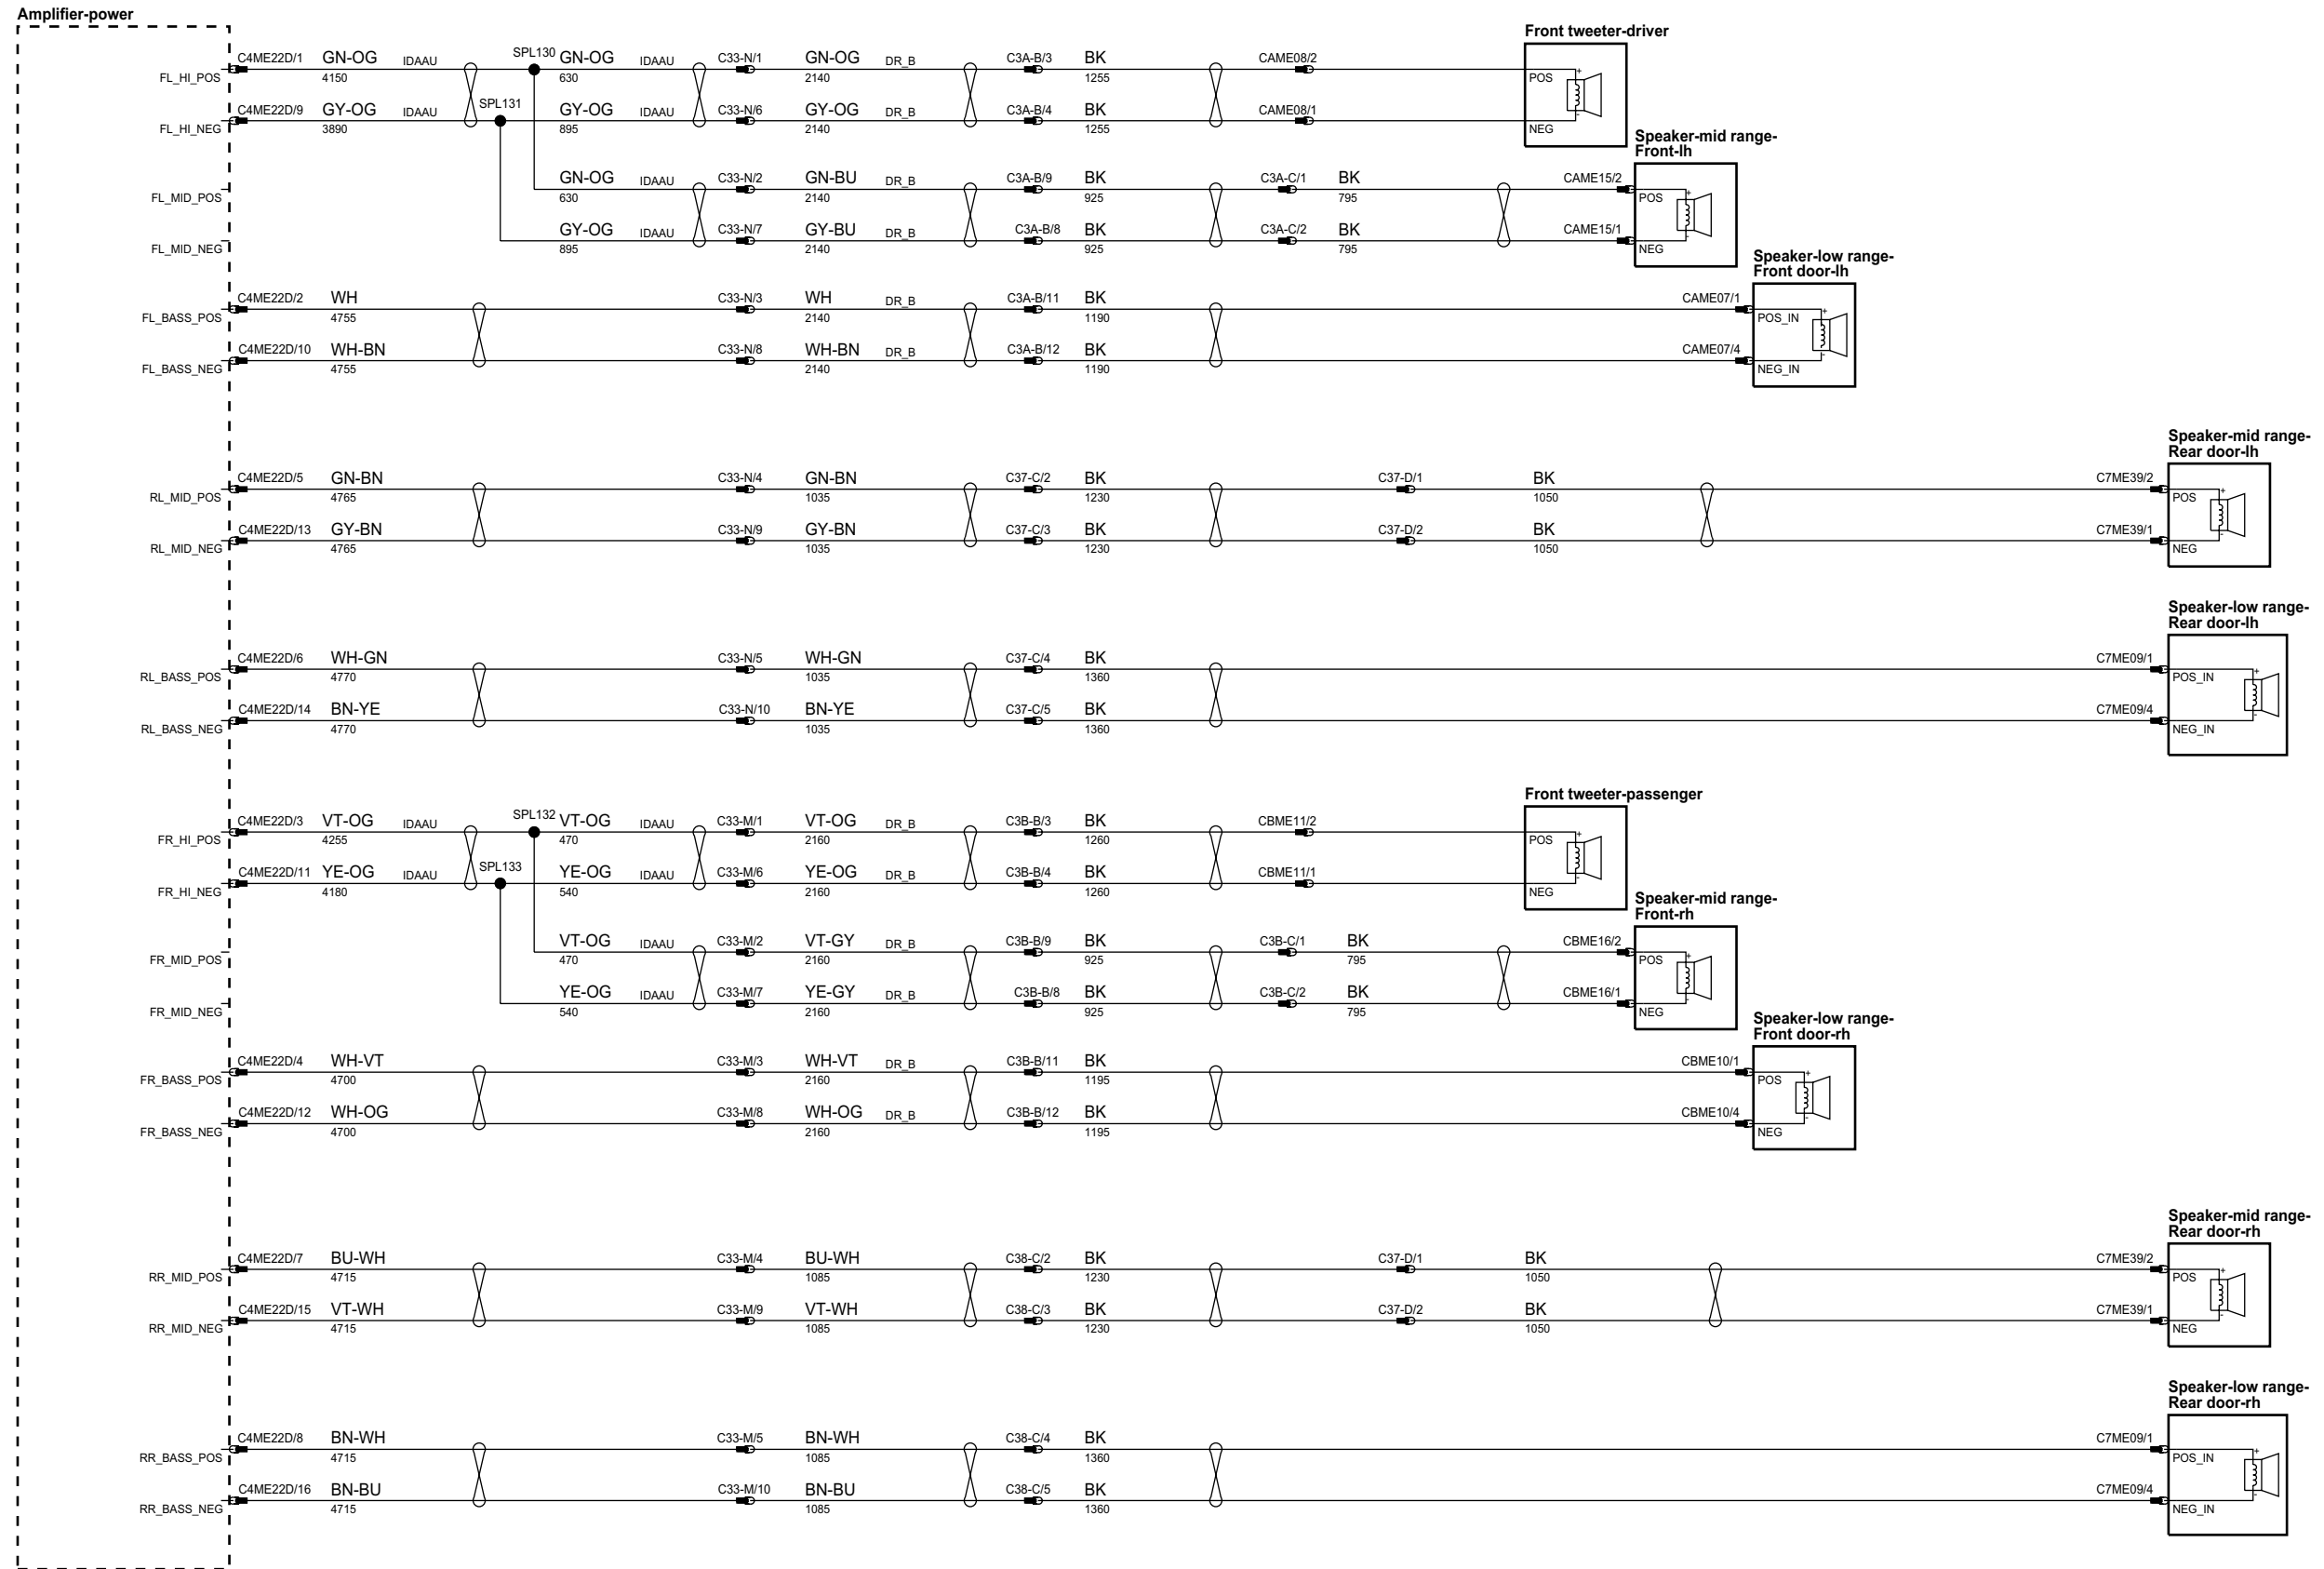 Amplifier-power
Front tweeter-driver
C4ME22D/1 GN-OG IDAAU SPL130 GN-OG IDAAU C33-N/1 GN-OG DR_B C3A-B/3 BK CAME08/2
FL_HI_POS 4150 630 2140 1255 POS + -
C4ME22D/9 GY-OG IDAAU SPL131 GY-OG IDAAU C33-N/6 GY-OG DR_B C3A-B/4 BK CAME08/1
FL_HI_NEG 3890 895 2140 1255 NEG
Speaker-mid range-
Front-lh
GN-OG IDAAU C33-N/2 GN-BU DR_B C3A-B/9 BK C3A-C/1 BK CAME15/2
FL_MID_POS 630 2140 925 795 POS + -
GY-OG IDAAU C33-N/7 GY-BU DR_B C3A-B/8 BK C3A-C/2 BK CAME15/1
FL_MID_NEG 895 2140 925 795 NEG
Speaker-low range-
Front door-lh
C4ME22D/2 WH C33-N/3 WH DR_B C3A-B/11 BK CAME07/1
FL_BASS_POS 4755 2140 1190 POS_IN + -
C4ME22D/10 WH-BN C33-N/8 WH-BN DR_B C3A-B/12 BK CAME07/4
FL_BASS_NEG 4755 2140 1190 NEG_IN
Speaker-mid range-
Rear door-lh
C4ME22D/5 GN-BN C33-N/4 GN-BN C37-C/2 BK C37-D/1 BK C7ME39/2
RL_MID_POS 4765 1035 1230 1050 POS + -
C4ME22D/13 GY-BN C33-N/9 GY-BN C37-C/3 BK C37-D/2 BK C7ME39/1
RL_MID_NEG 4765 1035 1230 1050 NEG
Speaker-low range-
Rear door-lh
C4ME22D/6 WH-GN C33-N/5 WH-GN C37-C/4 BK C7ME09/1
RL_BASS_POS 4770 1035 1360 POS_IN + -
C4ME22D/14 BN-YE C33-N/10 BN-YE C37-C/5 BK C7ME09/4
RL_BASS_NEG 4770 1035 1360 NEG_IN
Front tweeter-passenger
C4ME22D/3 VT-OG IDAAU SPL132 VT-OG IDAAU C33-M/1 VT-OG DR_B C3B-B/3 BK CBME11/2
FR_HI_POS 4255 470 2160 1260 POS + -
C4ME22D/11 YE-OG IDAAU SPL133 YE-OG IDAAU C33-M/6 YE-OG DR_B C3B-B/4 BK CBME11/1
FR_HI_NEG 4180 540 2160 1260 NEG
Speaker-mid range-
Front-rh
VT-OG IDAAU C33-M/2 VT-GY DR_B C3B-B/9 BK C3B-C/1 BK CBME16/2
FR_MID_POS 470 2160 925 795 POS + -
YE-OG IDAAU C33-M/7 YE-GY DR_B C3B-B/8 BK C3B-C/2 BK CBME16/1
FR_MID_NEG 540 2160 925 795 NEG
Speaker-low range-
Front door-rh
C4ME22D/4 WH-VT C33-M/3 WH-VT DR_B C3B-B/11 BK CBME10/1
FR_BASS_POS 4700 2160 1195 POS + -
C4ME22D/12 WH-OG C33-M/8 WH-OG DR_B C3B-B/12 BK CBME10/4
FR_BASS_NEG 4700 2160 1195 NEG
Speaker-mid range-
Rear door-rh
C4ME22D/7 BU-WH C33-M/4 BU-WH C38-C/2 BK C37-D/1 BK C7ME39/2
RR_MID_POS 4715 1085 1230 1050 POS + -
C4ME22D/15 VT-WH C33-M/9 VT-WH C38-C/3 BK C37-D/2 BK C7ME39/1
RR_MID_NEG 4715 1085 1230 1050 NEG
Speaker-low range-
Rear door-rh
C4ME22D/8 BN-WH C33-M/5 BN-WH C38-C/4 BK C7ME09/1
RR_BASS_POS 4715 1085 1360 POS_IN + -
C4ME22D/16 BN-BU C33-M/10 BN-BU C38-C/5 BK C7ME09/4
RR_BASS_NEG 4715 1085 1360 NEG_IN